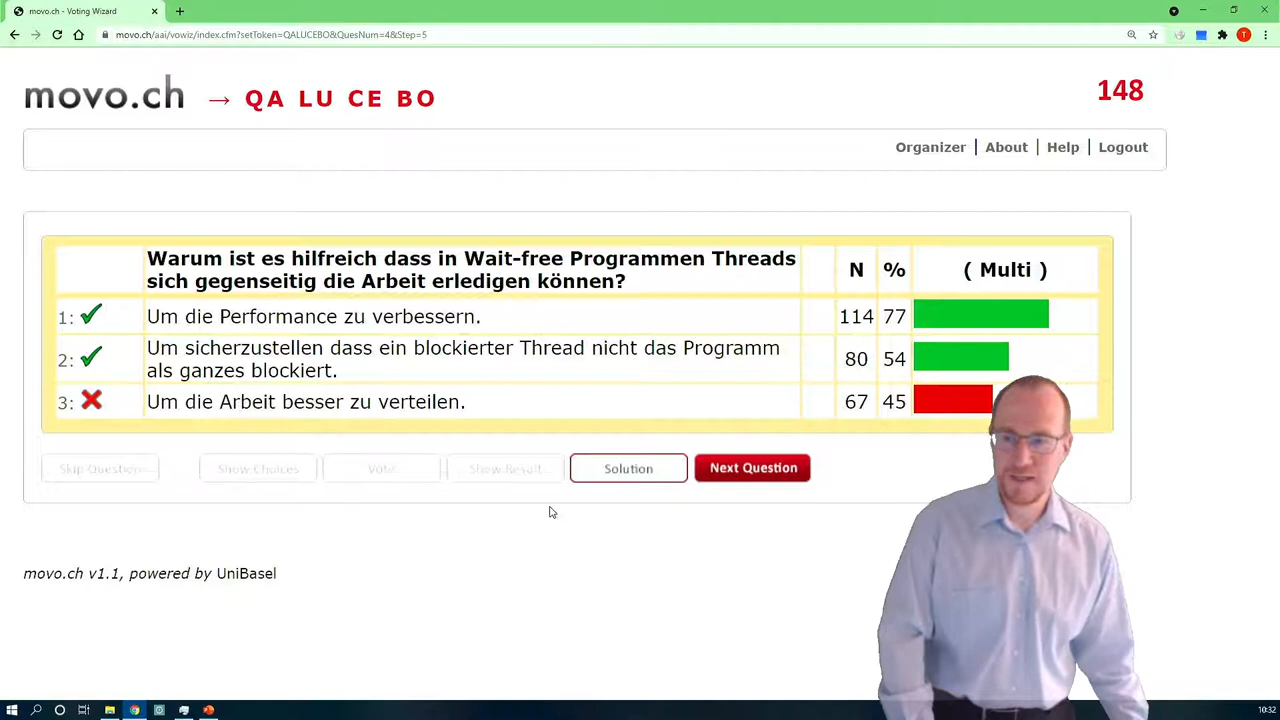 movo.ch - Voting Wizard
movo.ch/aai/vowiz/index.cfm?setToken=QALUCEBO&QuesNum=4&Step=5
T
movo.ch → QA LU CE BO 148
Organizer | About | Help | Logout
Warum ist es hilfreich dass in Wait-free Programmen Threads
sich gegenseitig die Arbeit erledigen können?
N % ( Multi )
1: Um die Performance zu verbessern. 114 77
2: Um sicherzustellen dass ein blockierter Thread nicht das Programm
als ganzes blockiert. 80 54
3: Um die Arbeit besser zu verteilen. 67 45
Skip Question... Show Choices Vote Show Result... Solution Next Question
movo.ch v1.1, powered by UniBasel
10:32